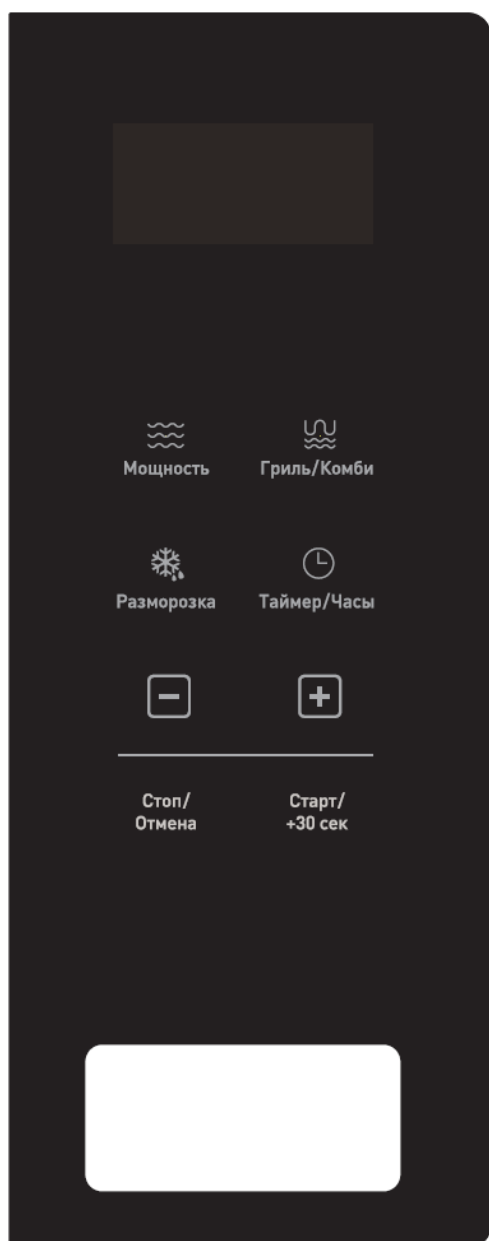 Мощность
Гриль/Комби
Разморозка
Таймер/Часы
Стоп/
Отмена
Старт/
+30 сек